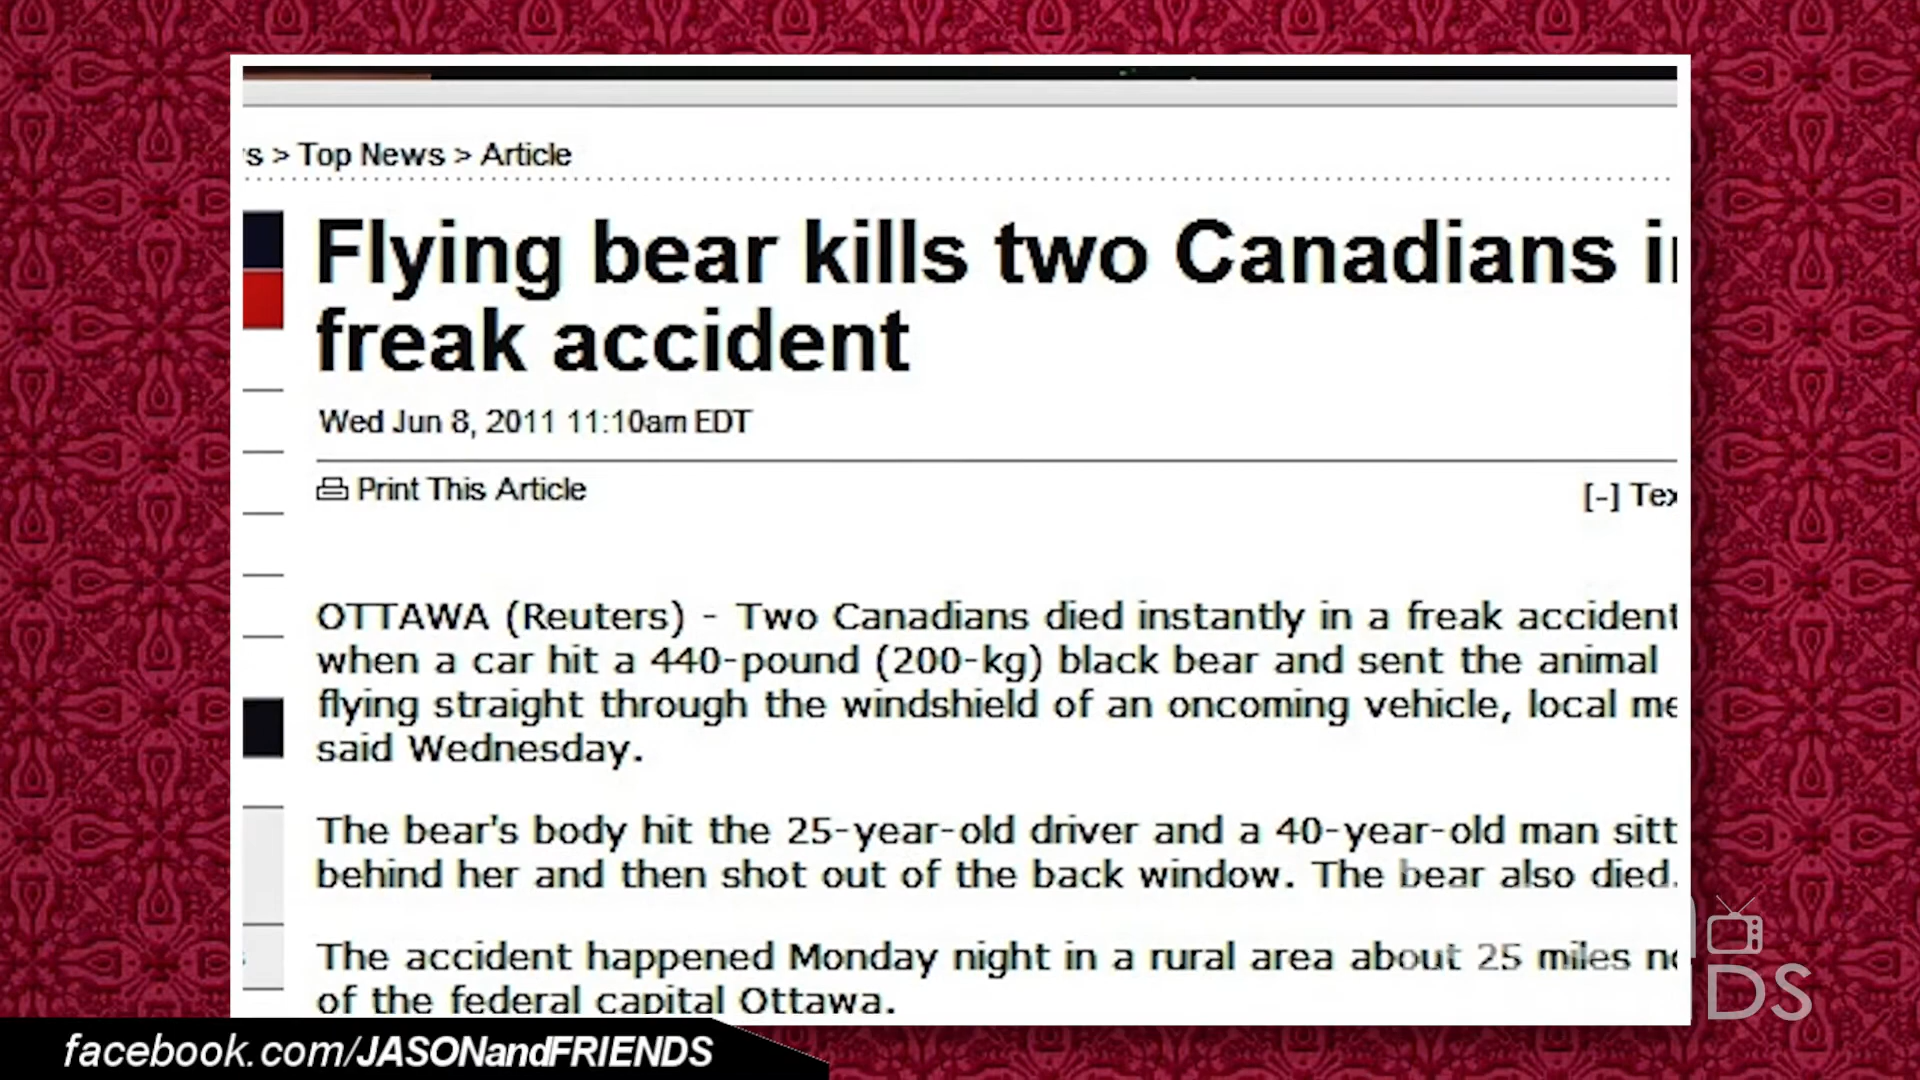 > Top News > Article
Flying bear kills two Canadians
freak accident
Wed Jun 8, 2011 11:10am EDT
Print This Article
[-]
OTTAWA (Reuters) - Two Canadians died instantly in a freak accident
when a car hit a 440-pound (200-kg) black bear and sent the animal
flying straight through the windshield of an oncoming vehicle, local
said Wednesday.
The bear's body hit the 25-year-old driver and a 40-year-old man
behind her and then shot out of the back window. The bear also died.
The accident happened Monday night in a rural area about 25 miles
of the federal capital Ottawa.
DS
facebook.com/JASONandFRIENDS